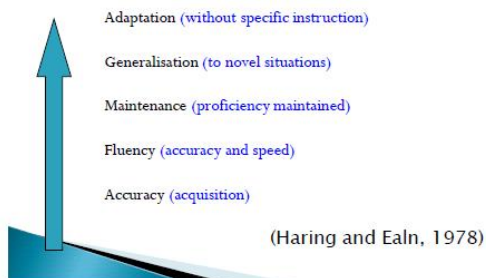 Adaptation (without specific instruction)
Generalisation (to novel situations)
Maintenance (proficiency maintained)
Fluency (accuracy and speed)
Accuracy (acquisition)
(Haring and Ealn, 1978)